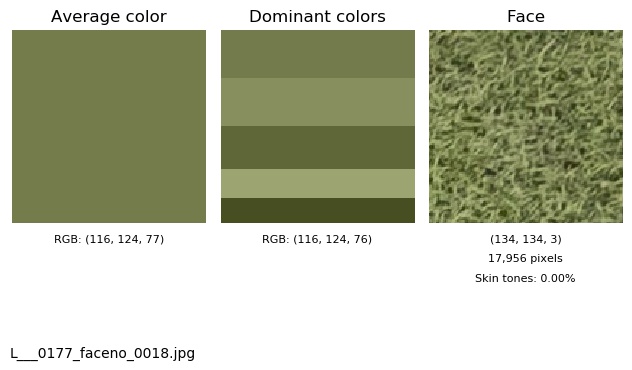 Average color
Dominant colors
Face
RGB: (116, 124, 77)
RGB: (116, 124, 76)
(134, 134, 3)
17,956 pixels
Skin tones: 0.00%
L___0177_faceno_0018.jpg